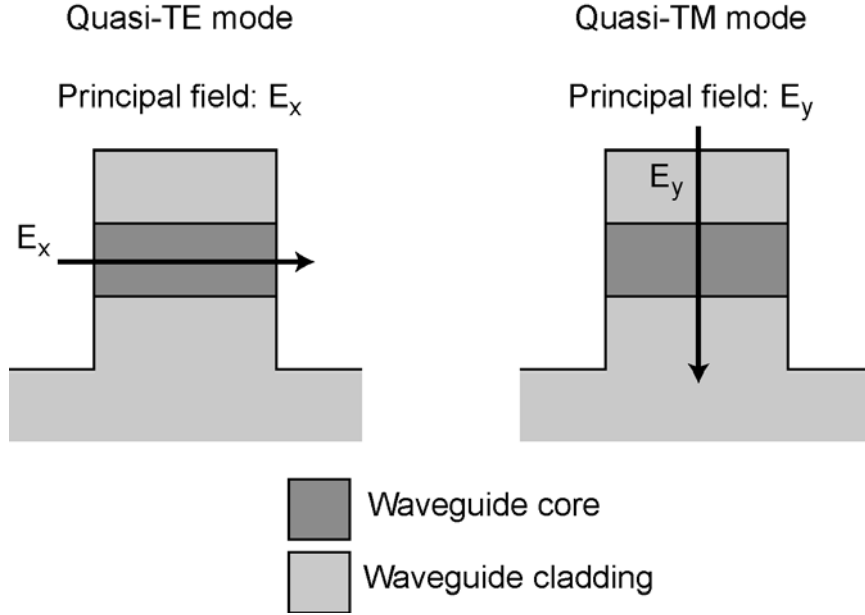 Quasi-TE mode
Quasi-TM mode
Principal field: Ex
Principal field: Ey
Ex
Ey
Waveguide core
Waveguide cladding